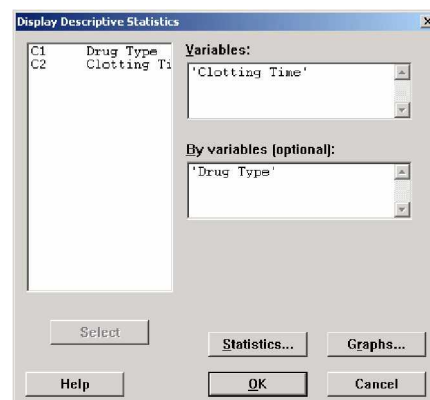 Display Descriptive Statistics
C1 Drug Type
C2 Clotting Ti
Variables:
'Clotting Time'
By variables (optional):
'Drug Type'
Select
Statistics...
Graphs...
Help
OK
Cancel